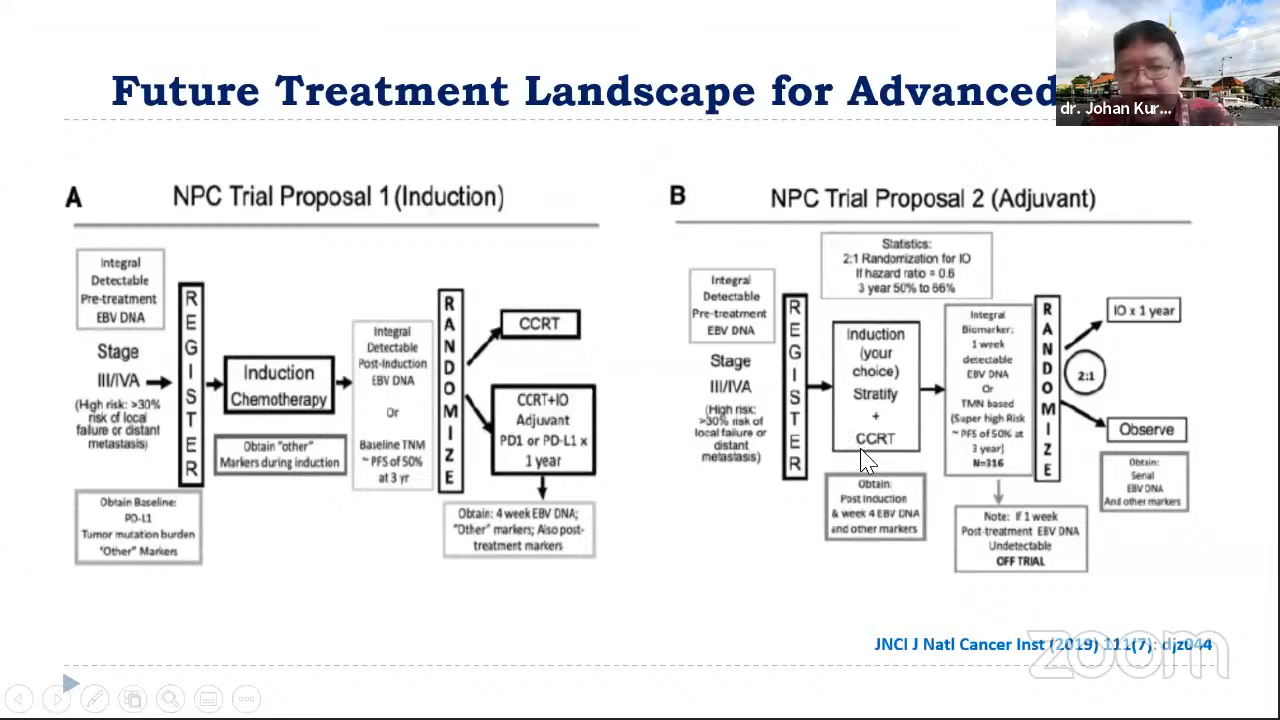 Future Treatment Landscape for Advanced
dr. Johan Kur...
A
NPC Trial Proposal 1 (Induction)
Integral
Detectable
Pre-treatment
EBV DNA
Stage
III/IVA
(High risk: >30%
risk of local
failure or distant
metastasis)
REGISTER
Obtain Baseline:
PD-L1
Tumor mutation burden
"Other" Markers
Induction
Chemotherapy
Obtain "other"
Markers during induction
Integral
Detectable
Post-Induction
EBV DNA
Or
Baseline TNM
~ PFS of 50%
at 3 yr
RANDOMIZE
CCRT
CCRT+IO
Adjuvant
PD1 or PD-L1 x
1 year
Obtain: 4 week EBV DNA;
"Other" markers; Also post-
treatment markers
B
NPC Trial Proposal 2 (Adjuvant)
Statistics:
2:1 Randomization for IO
If hazard ratio = 0.6
3 year 50% to 66%
Integral
Detectable
Pre-treatment
EBV DNA
Stage
III/IVA
(High risk:
>30% risk of
local failure or
distant
metastasis)
REGISTER
Induction
(your
choice)
Stratify
+
CCRT
Obtain:
Post Induction
& week 4 EBV DNA
and other markers
Integral
Biomarker:
1 week
detectable
EBV DNA
Or
TMN based
(Super high Risk
~ PFS of 50% at
3 year)
N=316
Note: If 1 week
Post-treatment EBV DNA
Undetectable
OFF TRIAL
RANDOMIZE
2:1
IO x 1 year
Observe
Obtain:
Serial
EBV DNA
And other markers
JNCI J Natl Cancer Inst (2019) 111(7): djz044
zoom